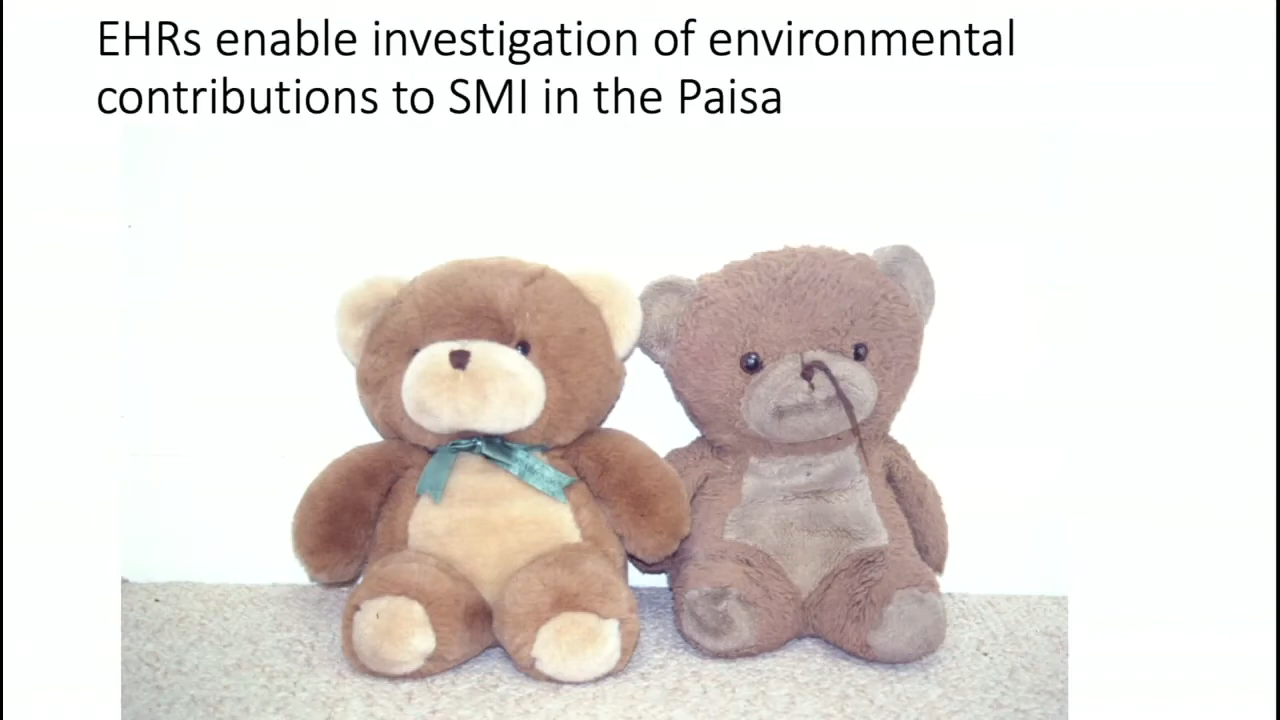 EHRs enable investigation of environmental
contributions to SMI in the Paisa